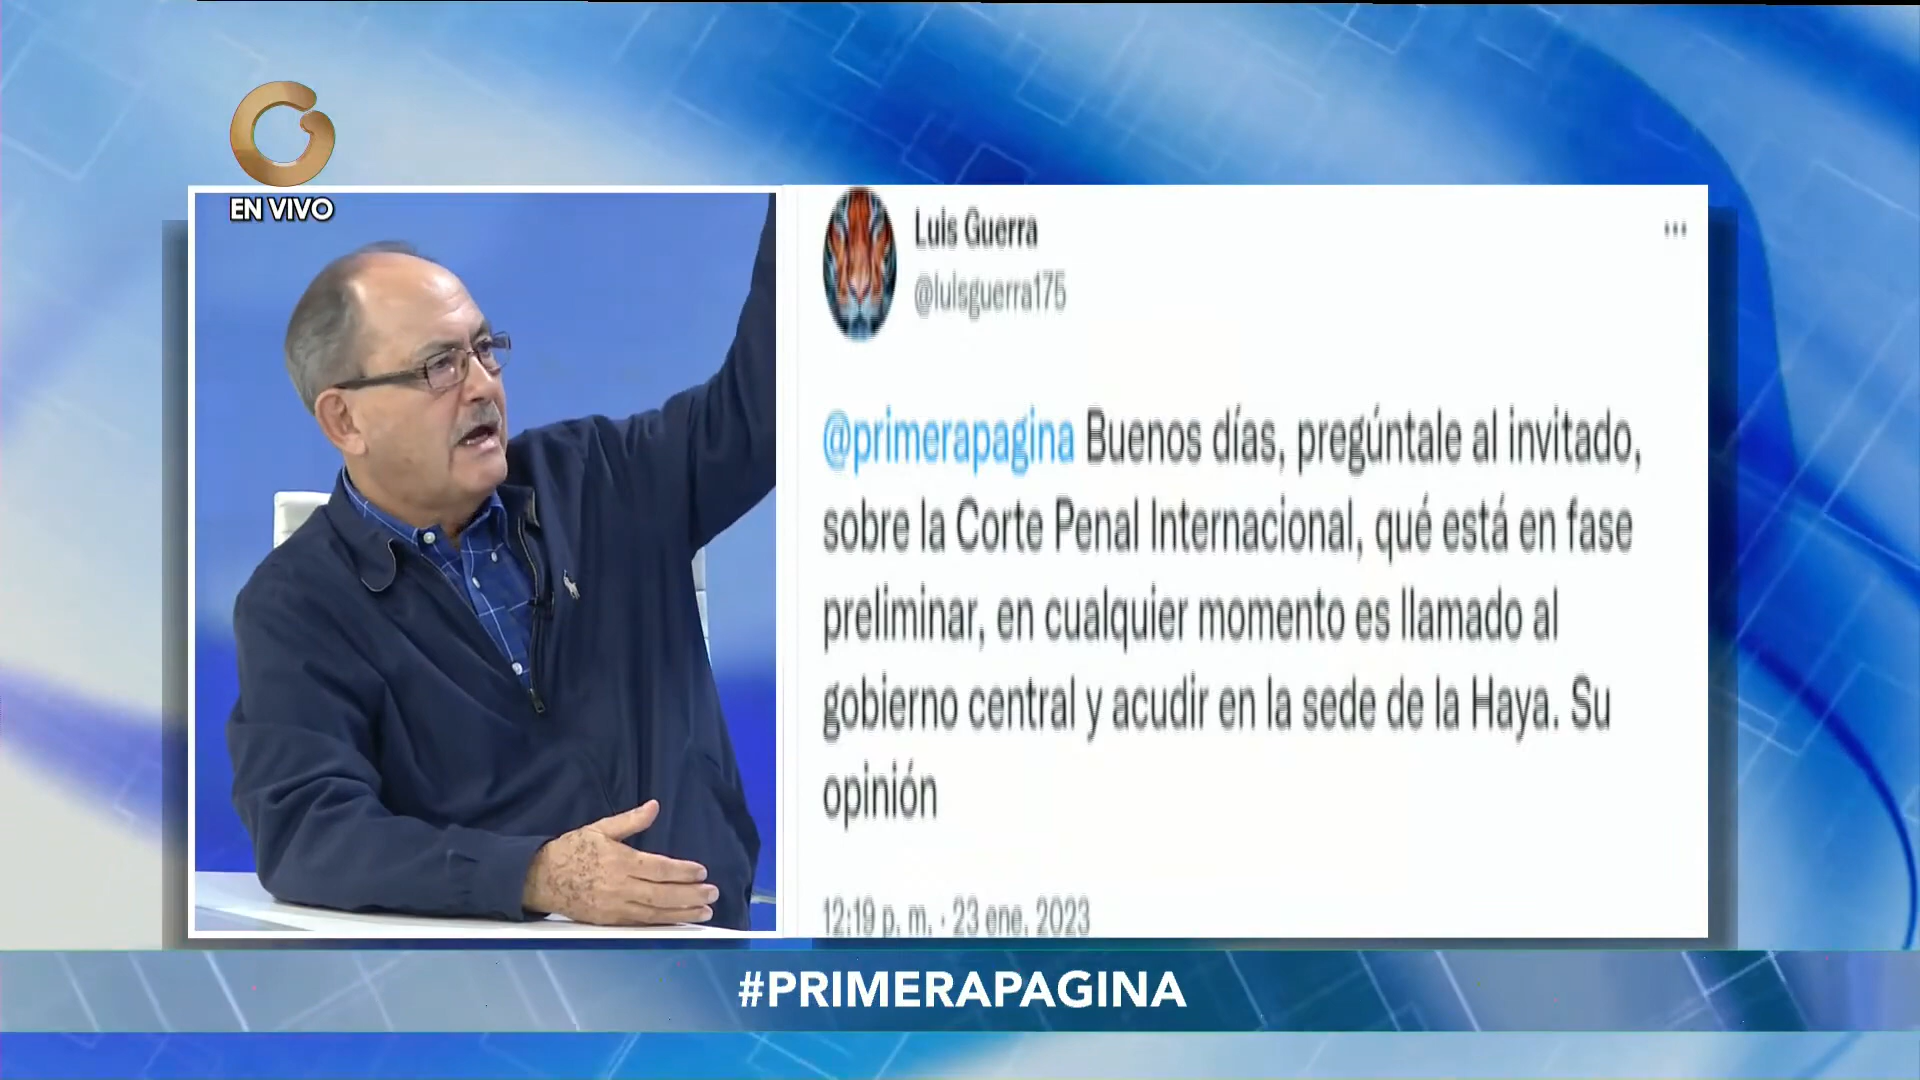 EN VIVO
Luis Guerra
@luisguerra175
@primerapagina Buenos días, pregúntale al invitado,
sobre la Corte Penal Internacional, qué está en fase
preliminar, en cualquier momento es llamado al
gobierno central y acudir en la sede de la Haya. Su
opinión
12:19 p. m. · 23 ene. 2023
#PRIMERAPAGINA